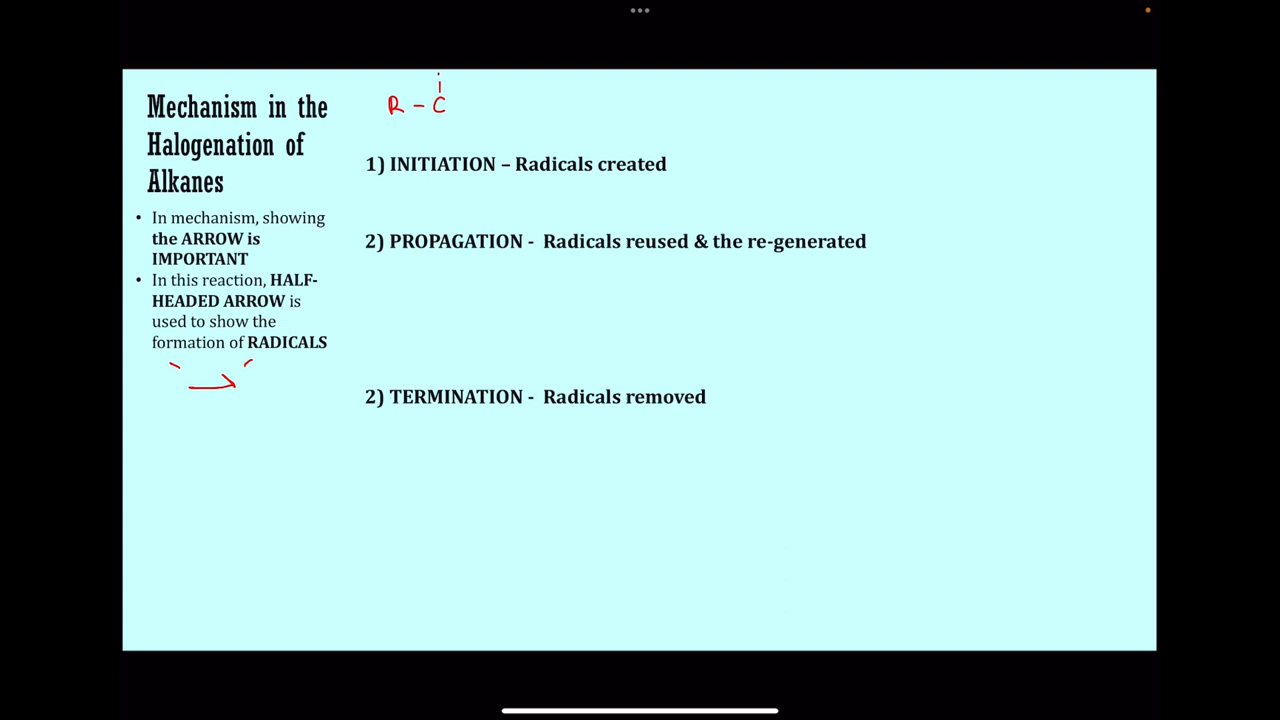 Mechanism in the
Halogenation of
Alkanes
• In mechanism, showing
the ARROW is
IMPORTANT
• In this reaction, HALF-
HEADED ARROW is
used to show the
formation of RADICALS
R - C
1) INITIATION – Radicals created
2) PROPAGATION - Radicals reused & the re-generated
2) TERMINATION - Radicals removed